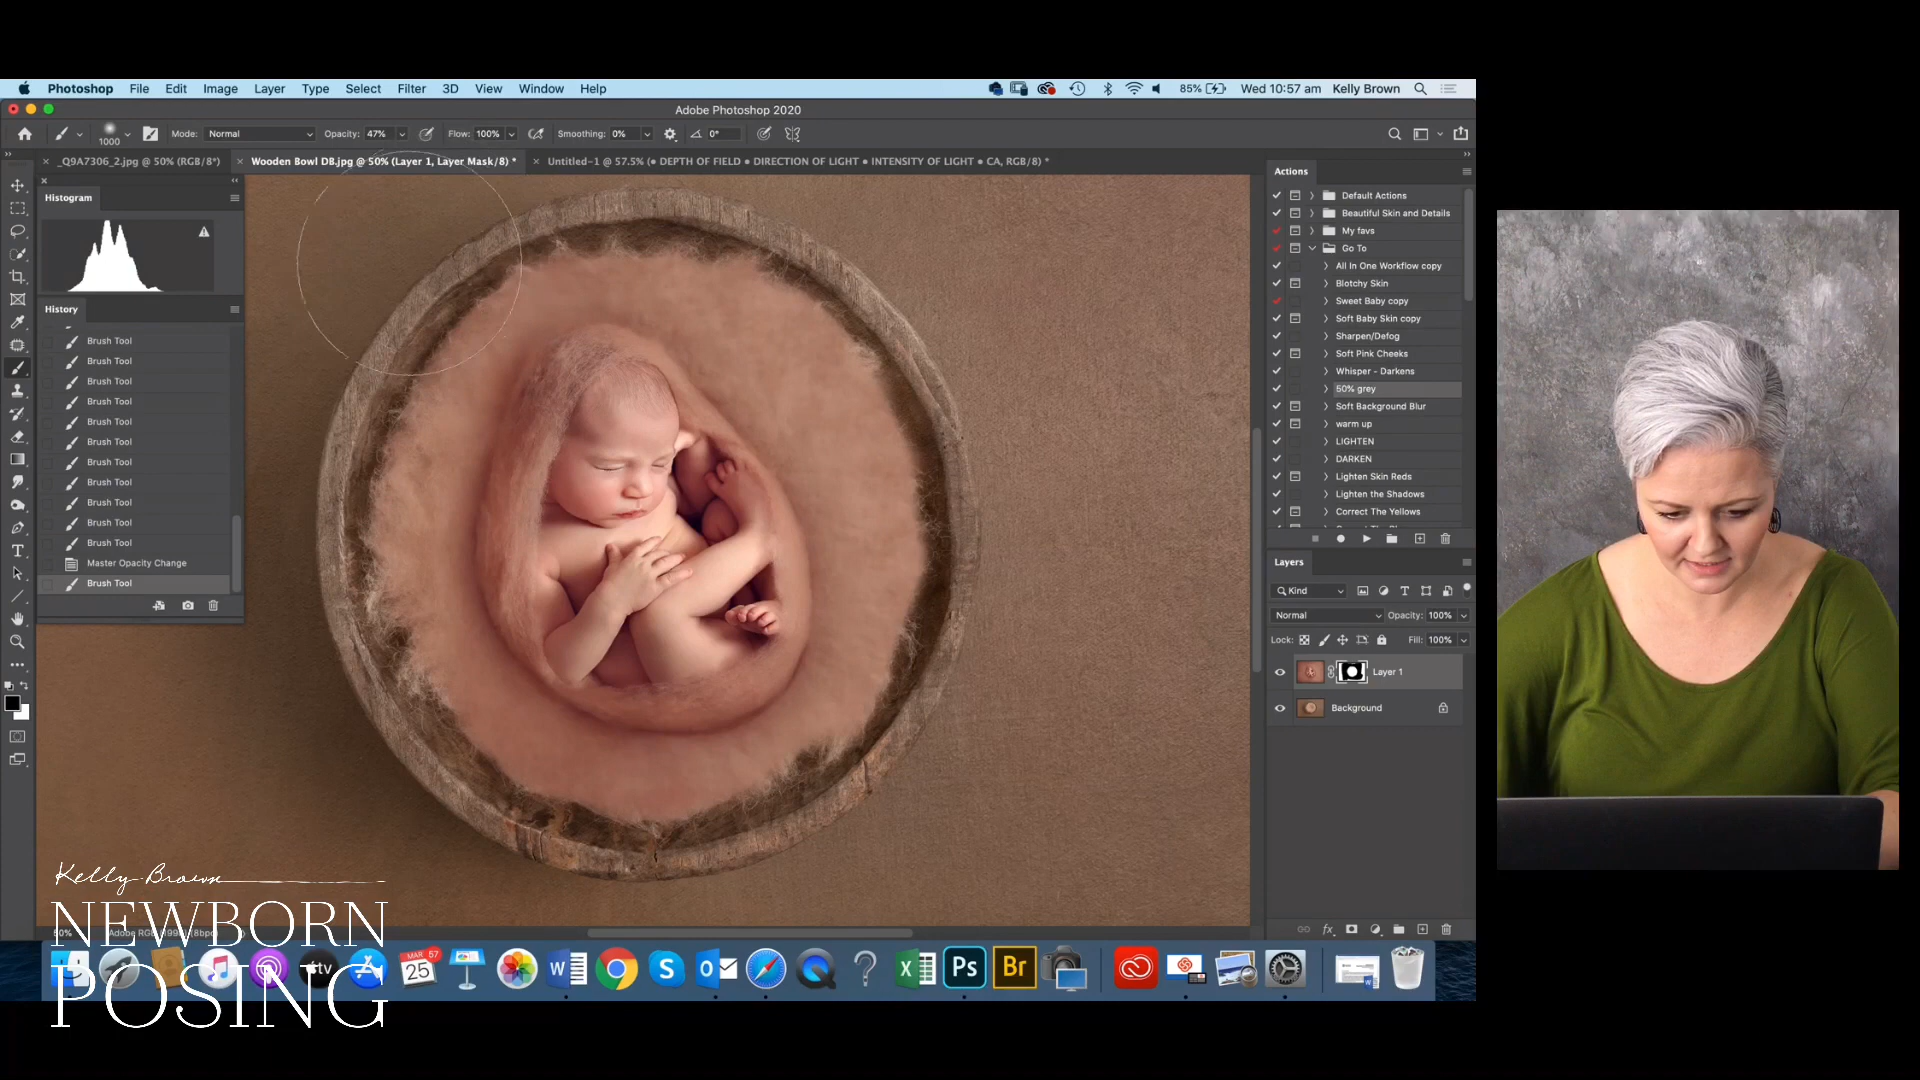 Photoshop File Edit Image Layer Type Select Filter 3D View Window Help
85% Wed 10:57 am Kelly Brown
Adobe Photoshop 2020
1000 Mode: Normal Opacity: 47% Flow: 100% Smoothing: 0% 0°
_Q9A7306_2.jpg @ 50% (RGB/8*)
Wooden Bowl DB.jpg @ 50% (Layer 1, Layer Mask/8) *
Untitled-1 @ 57.5% (● DEPTH OF FIELD ● DIRECTION OF LIGHT ● INTENSITY OF LIGHT ● CA, RGB/8) *
Histogram
History
Brush Tool
Brush Tool
Brush Tool
Brush Tool
Brush Tool
Brush Tool
Brush Tool
Brush Tool
Brush Tool
Brush Tool
Brush Tool
Master Opacity Change
Brush Tool
Actions
Default Actions
Beautiful Skin and Details
My favs
Go To
All In One Workflow copy
Blotchy Skin
Sweet Baby copy
Soft Baby Skin copy
Sharpen/Defog
Soft Pink Cheeks
Whisper - Darkens
50% grey
Soft Background Blur
warm up
LIGHTEN
DARKEN
Lighten Skin Reds
Lighten the Shadows
Correct The Yellows
Layers
Kind
Normal Opacity: 100%
Lock: Fill: 100%
Layer 1
Background
Kelly Brown
NEWBORN
POSING
MAR
25
tv
W
S
O
X
Ps
Br